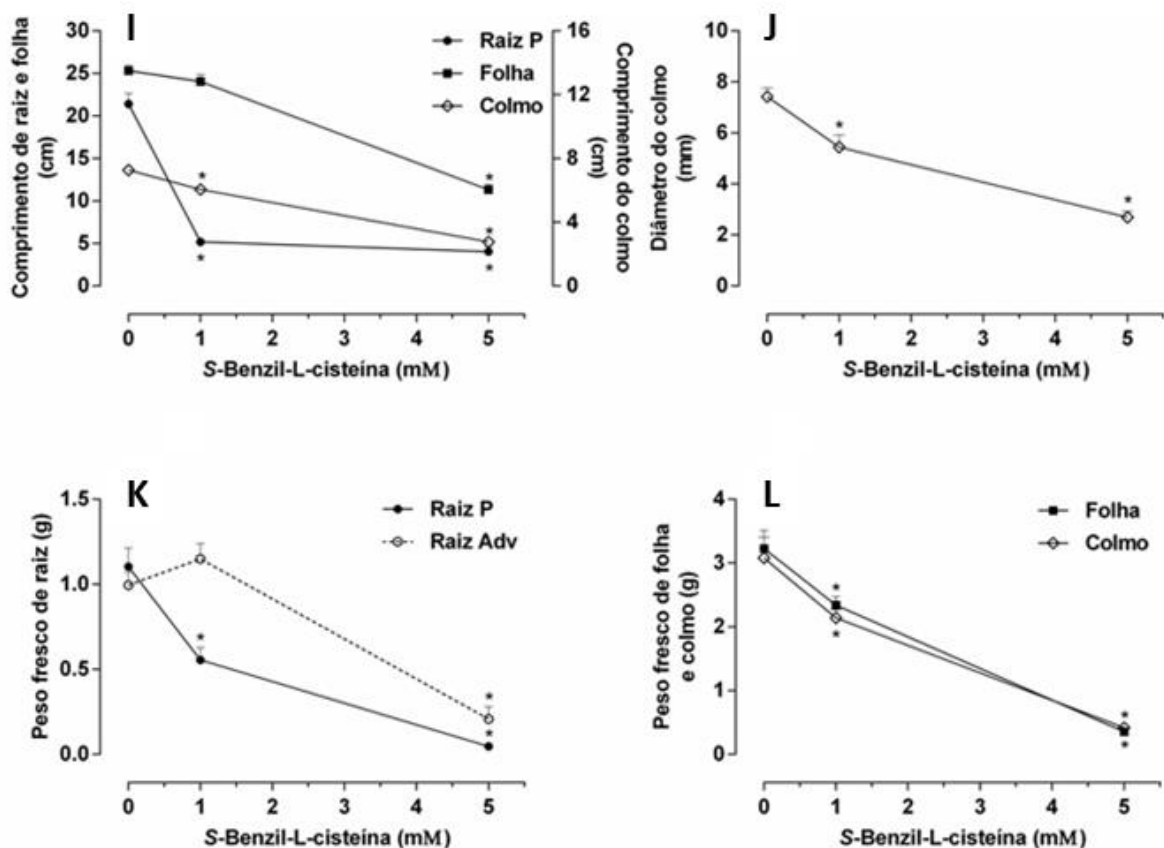 I
Comprimento de raiz e folha
(cm)
30
25
20
15
10
5
0
Raiz P
Folha
Colmo
16
12
8
4
0
Comprimento do colmo
(cm)
* * * * *
0 1 2 3 4 5
S-Benzil-L-cisteína (mM)
J
Diâmetro do colmo
(mm)
10
8
6
4
2
0
* *
0 1 2 3 4 5
S-Benzil-L-cisteína (mM)
K
Peso fresco de raiz (g)
1.5
1.0
0.5
0.0
Raiz P
Raiz Adv
* * *
0 1 2 3 4 5
S-Benzil-L-cisteína (mM)
L
Peso fresco de folha
e colmo (g)
4
3
2
1
0
Folha
Colmo
* * * *
0 1 2 3 4 5
S-Benzil-L-cisteína (mM)